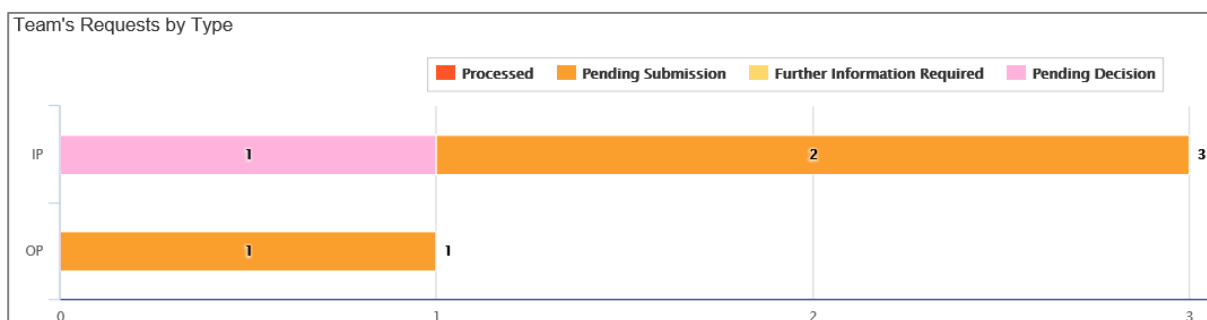 Team's Requests by Type
Processed Pending Submission Further Information Required Pending Decision
IP 1 2 3
OP 1 1
0 1 2 3